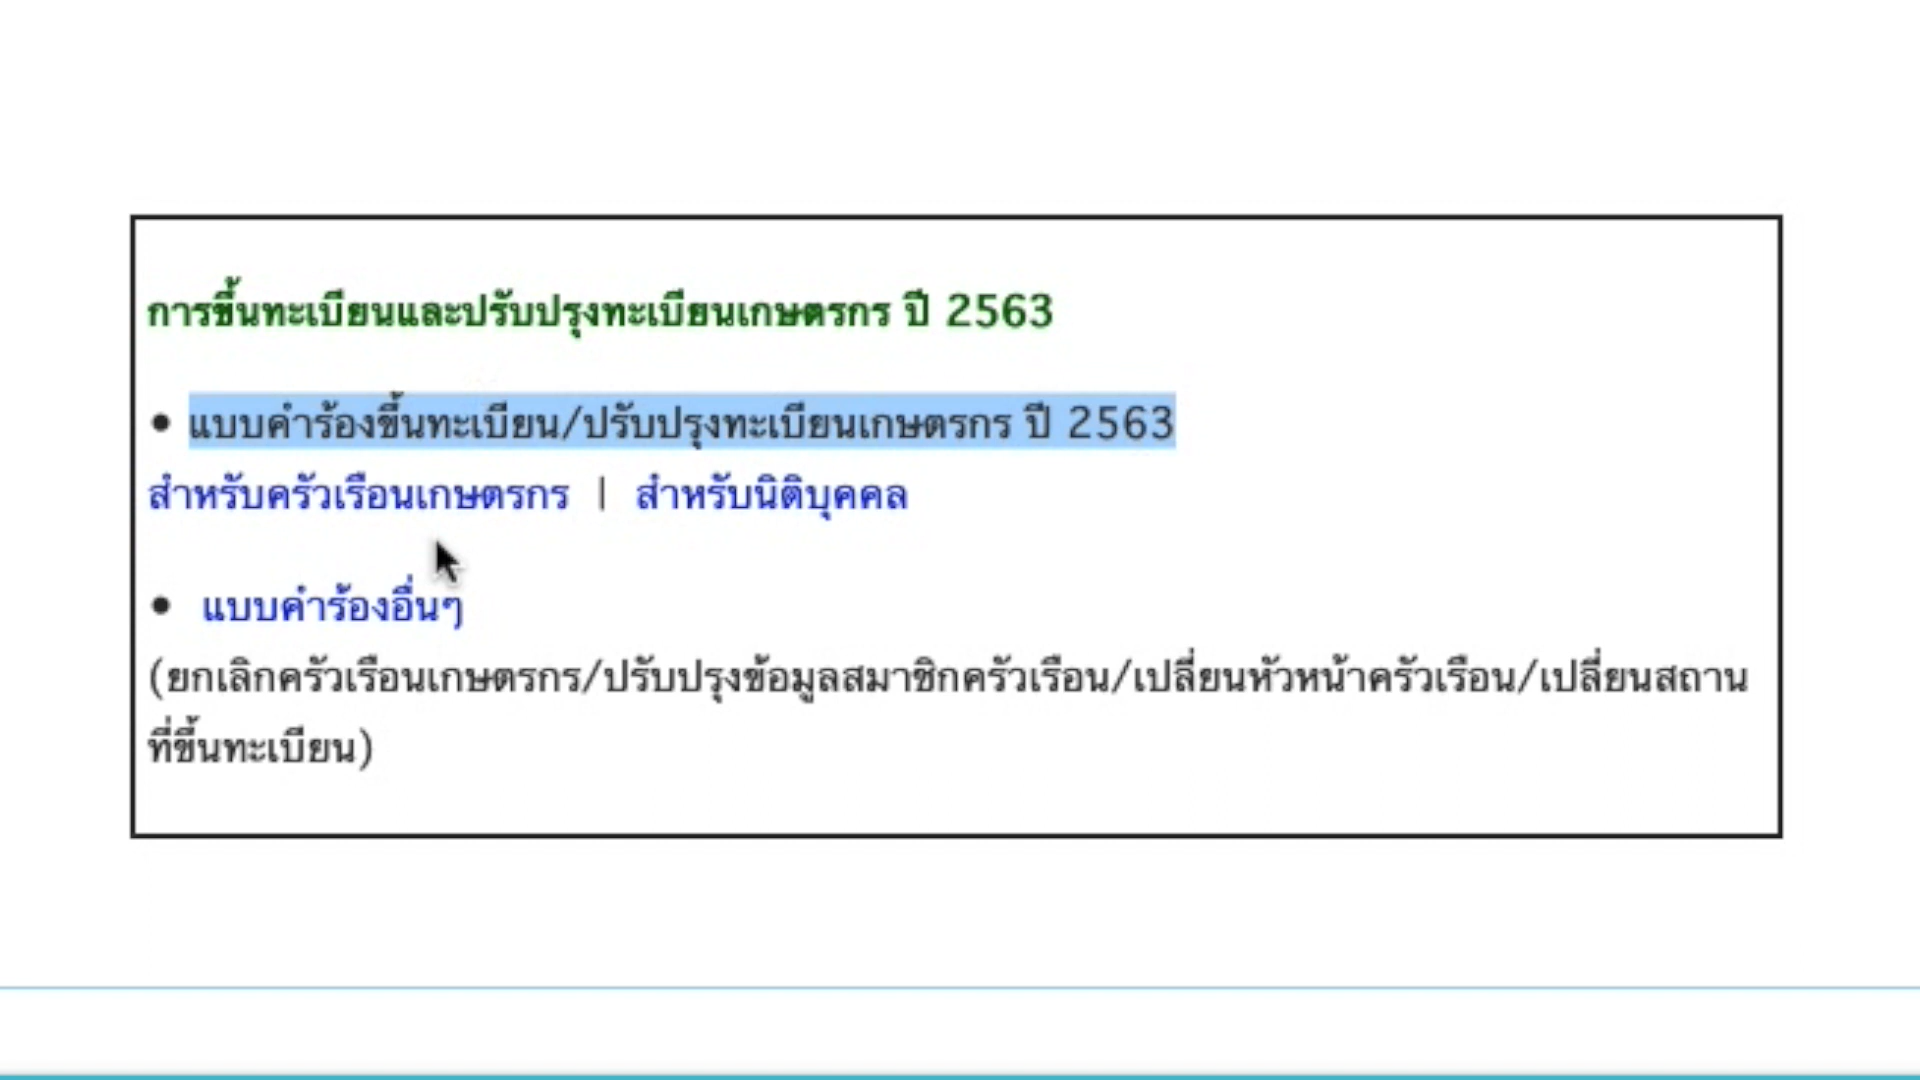 การขึ้นทะเบียนและปรับปรุงทะเบียนเกษตรกร ปี 2563
• แบบคำร้องขึ้นทะเบียน/ปรับปรุงทะเบียนเกษตรกร ปี 2563
สำหรับครัวเรือนเกษตรกร | สำหรับนิติบุคคล
• แบบคำร้องอื่นๆ
(ยกเลิกครัวเรือนเกษตรกร/ปรับปรุงข้อมูลสมาชิกครัวเรือน/เปลี่ยนหัวหน้าครัวเรือน/เปลี่ยนสถาน
ที่ขึ้นทะเบียน)